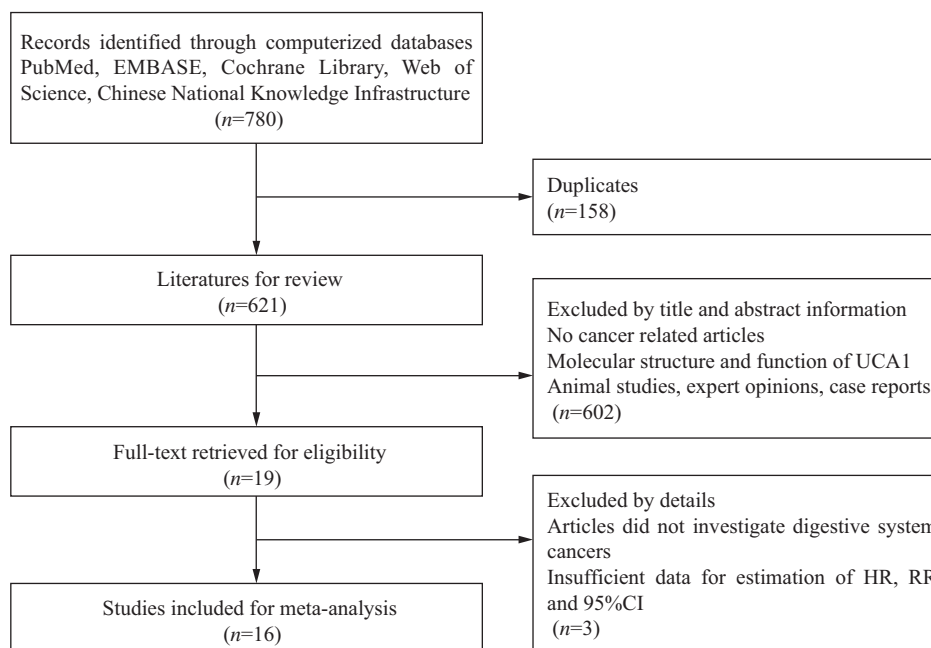 Records identified through computerized databases
PubMed, EMBASE, Cochrane Library, Web of
Science, Chinese National Knowledge Infrastructure
(n=780)
Duplicates
(n=158)
Literatures for review
(n=621)
Excluded by title and abstract information
No cancer related articles
Molecular structure and function of UCA1
Animal studies, expert opinions, case reports
(n=602)
Full-text retrieved for eligibility
(n=19)
Excluded by details
Articles did not investigate digestive system
cancers
Insufficient data for estimation of HR, RR
and 95%CI
(n=3)
Studies included for meta-analysis
(n=16)